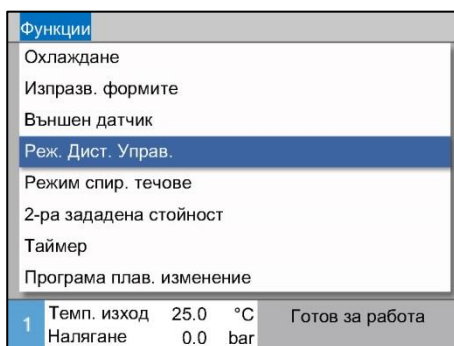 Функции
Охлаждане
Изпразв. формите
Външен датчик
Реж. Дист. Управ.
Режим спир. течове
2-ра зададена стойност
Таймер
Програма плав. изменение
1 Темп. изход 25.0 °C Готов за работа
Налягане 0.0 bar